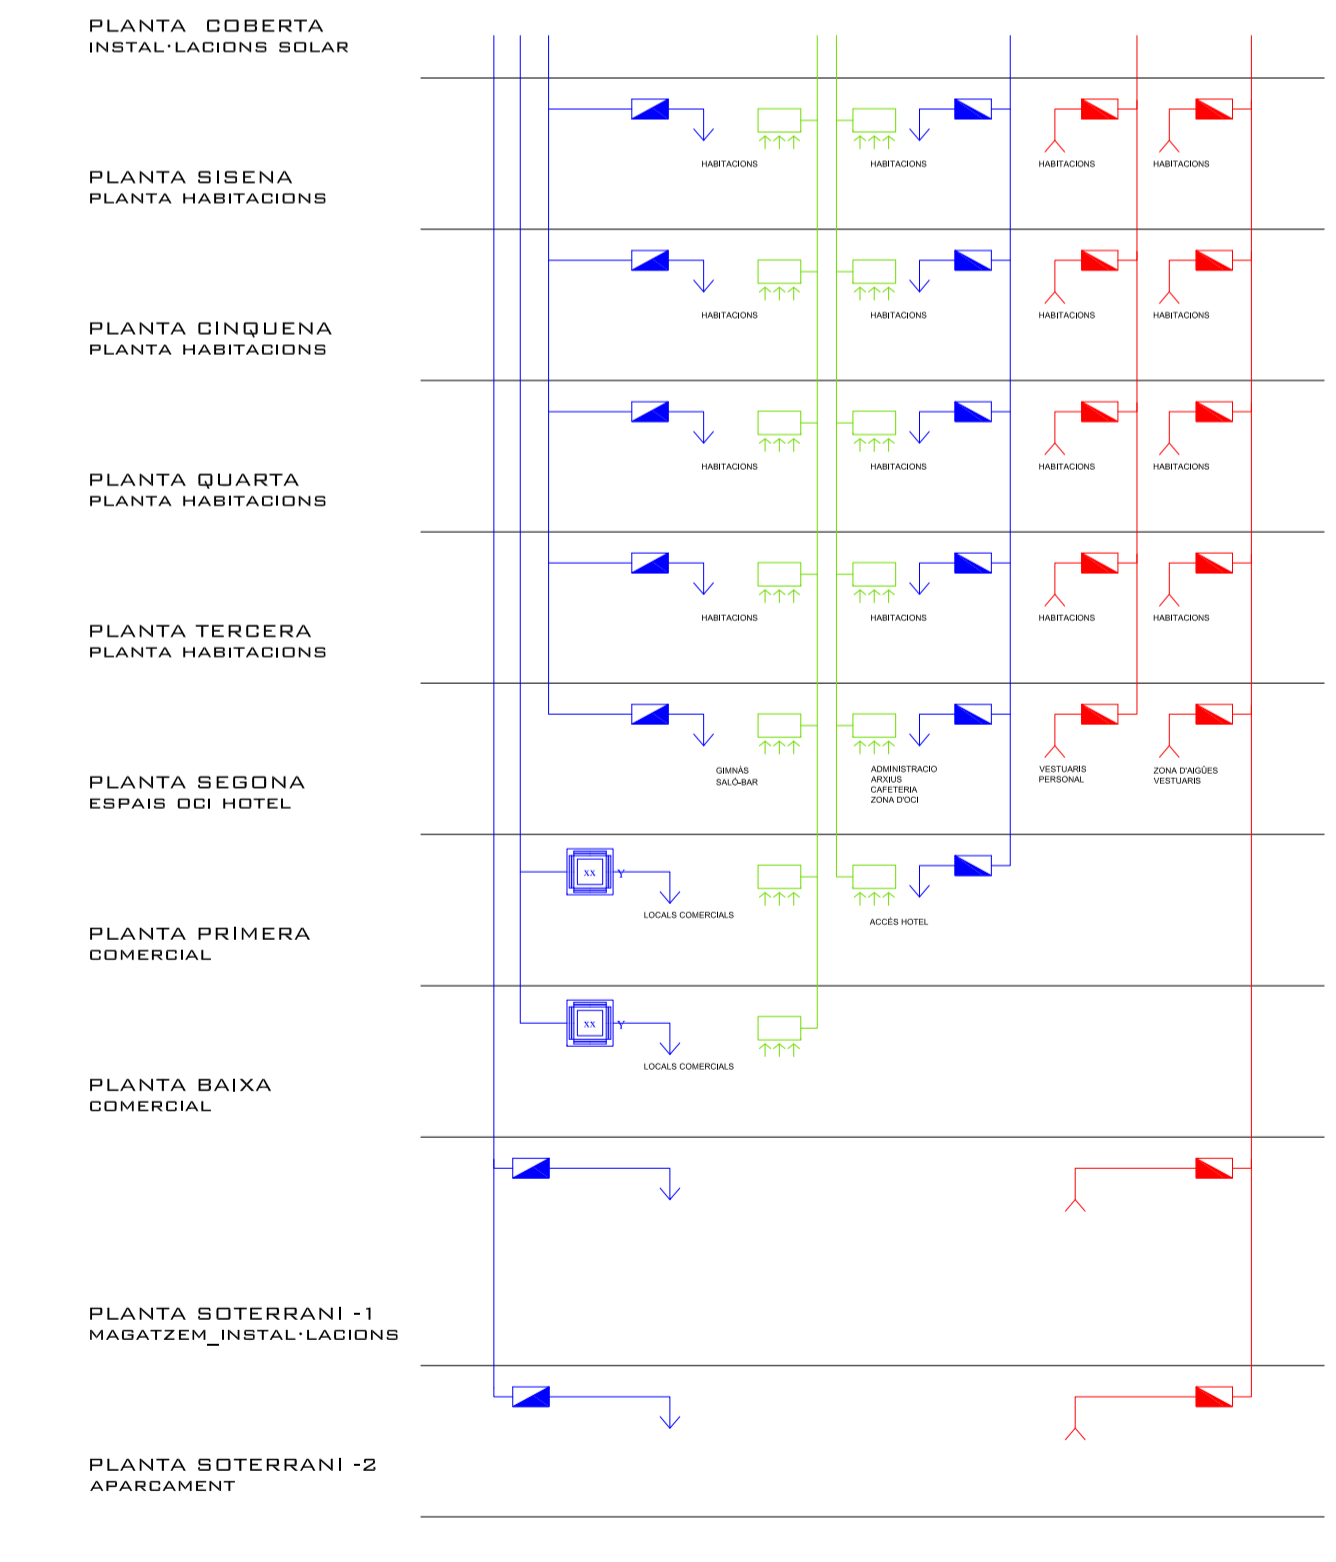 PLANTA COBERTA
INSTAL·LACIONS SOLAR
HABITACIONS HABITACIONS HABITACIONS HABITACIONS
PLANTA SISENA
PLANTA HABITACIONS
HABITACIONS HABITACIONS HABITACIONS HABITACIONS
PLANTA CINQUENA
PLANTA HABITACIONS
HABITACIONS HABITACIONS HABITACIONS HABITACIONS
PLANTA QUARTA
PLANTA HABITACIONS
HABITACIONS HABITACIONS HABITACIONS HABITACIONS
PLANTA TERCERA
PLANTA HABITACIONS
GIMNÀS
SALÓ-BAR
ADMINISTRACIO
ARXIUS
CAFETERIA
ZONA D'OCI
VESTUARIS
PERSONAL
ZONA D'AIGÜES
VESTUARIS
PLANTA SEGONA
ESPAIS OCI HOTEL
XX Y
LOCALS COMERCIALS
ACCÉS HOTEL
PLANTA PRIMERA
COMERCIAL
XX Y
LOCALS COMERCIALS
PLANTA BAIXA
COMERCIAL
PLANTA SOTERRANI -1
MAGATZEM_INSTAL·LACIONS
PLANTA SOTERRANI -2
APARCAMENT